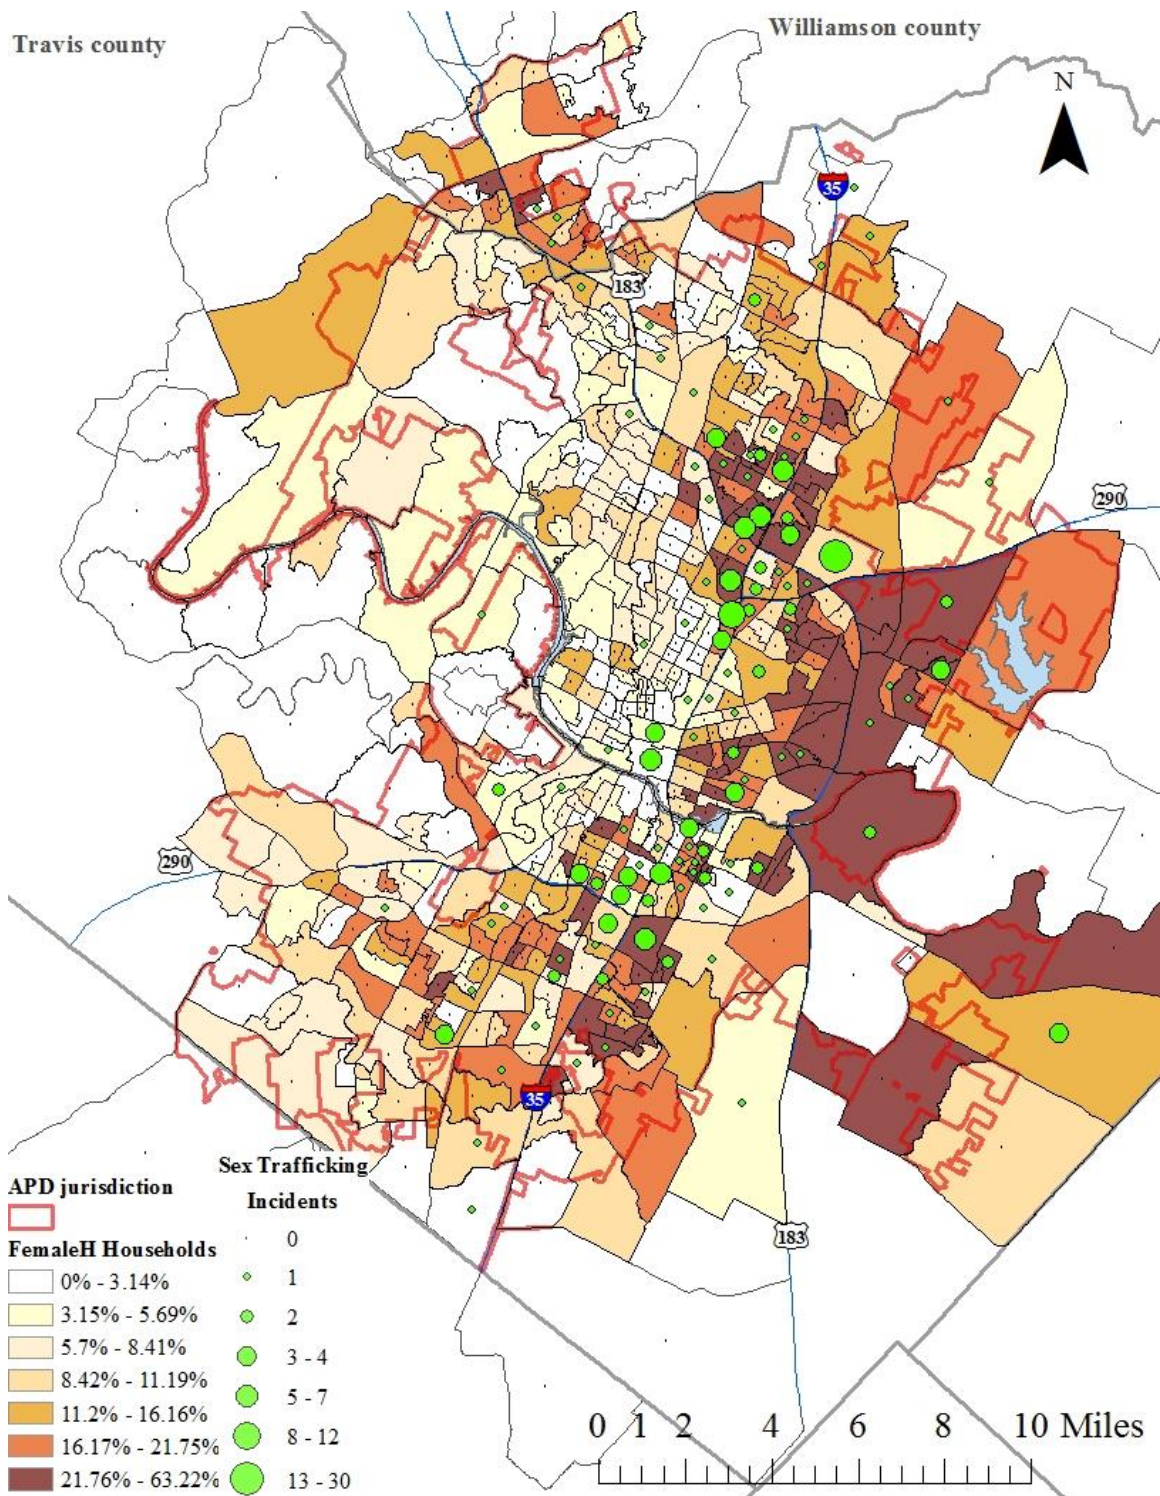 Travis county
Williamson county
N
35
183
290
290
35
183
Sex Trafficking
Incidents
0
1
2
3 - 4
5 - 7
8 - 12
13 - 30
APD jurisdiction
FemaleH Households
0% - 3.14%
3.15% - 5.69%
5.7% - 8.41%
8.42% - 11.19%
11.2% - 16.16%
16.17% - 21.75%
21.76% - 63.22%
0 1 2 4 6 8 10 Miles